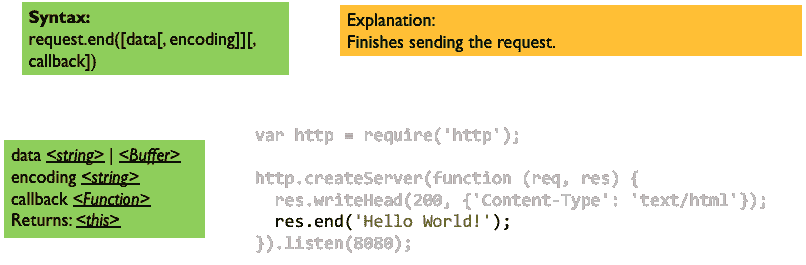 Syntax:
request.end([data[, encoding]][,
callback])
Explanation:
Finishes sending the request.
data <string> | <Buffer>
encoding <string>
callback <Function>
Returns: <this>
var http = require('http');
http.createServer(function (req, res) {
res.writeHead(200, {'Content-Type': 'text/html'});
res.end('Hello World!');
}).listen(8080);